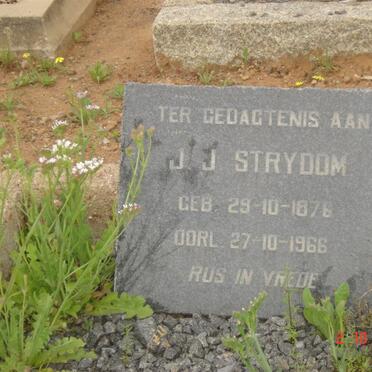 TER GEDAGTENIS AAN
J J STRYDOM
GEB 29-10-1876
OORL 27-10-1966
RUS IN VREDE